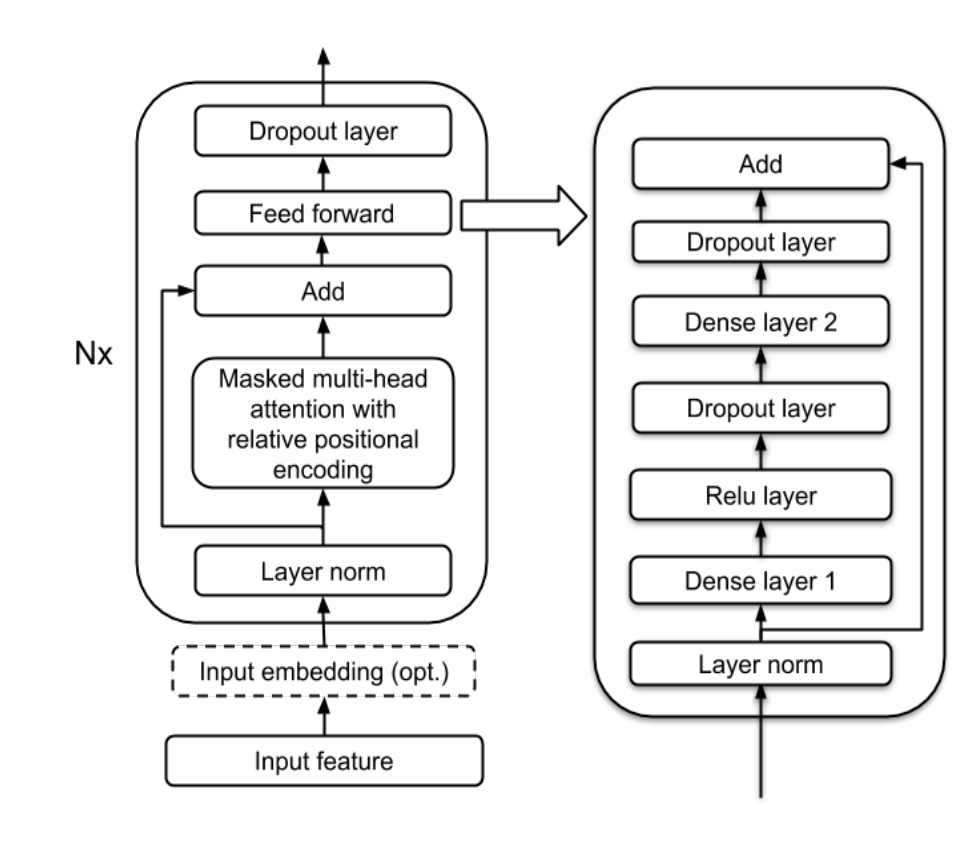 Dropout layer
Feed forward
Add
Nx
Masked multi-head
attention with
relative positional
encoding
Layer norm
Input embedding (opt.)
Input feature
Add
Dropout layer
Dense layer 2
Dropout layer
Relu layer
Dense layer 1
Layer norm